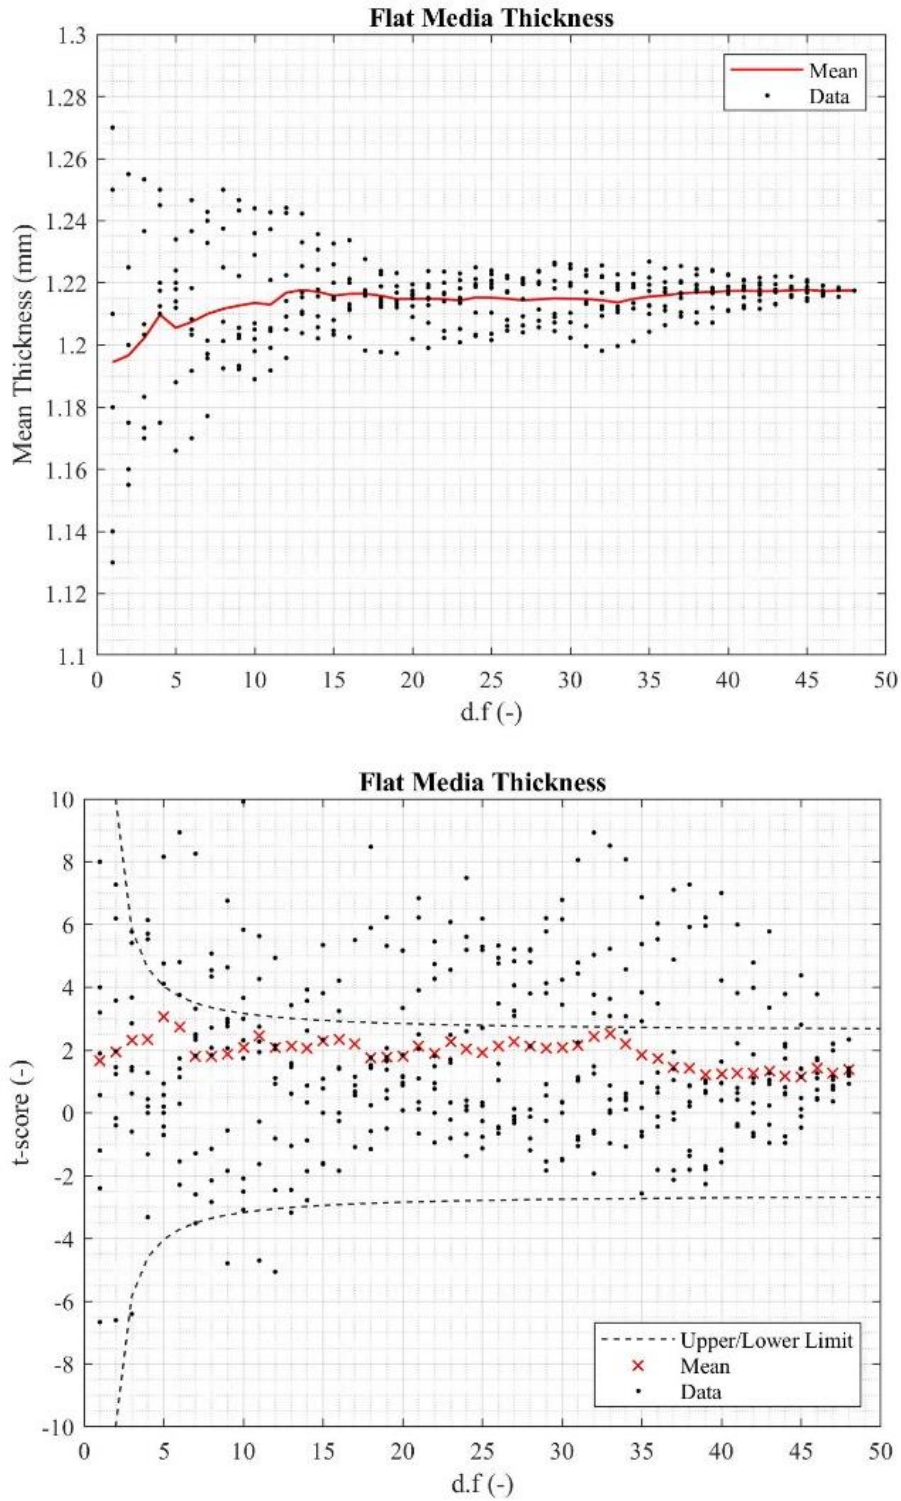 Flat Media Thickness
1.3
1.28
1.26
1.24
1.22
1.2
1.18
1.16
1.14
1.12
1.1
Mean Thickness (mm)
Mean
Data
0 5 10 15 20 25 30 35 40 45 50
d.f (-)
Flat Media Thickness
10
8
6
4
2
0
-2
-4
-6
-8
-10
t-score (-)
Upper/Lower Limit
Mean
Data
0 5 10 15 20 25 30 35 40 45 50
d.f (-)